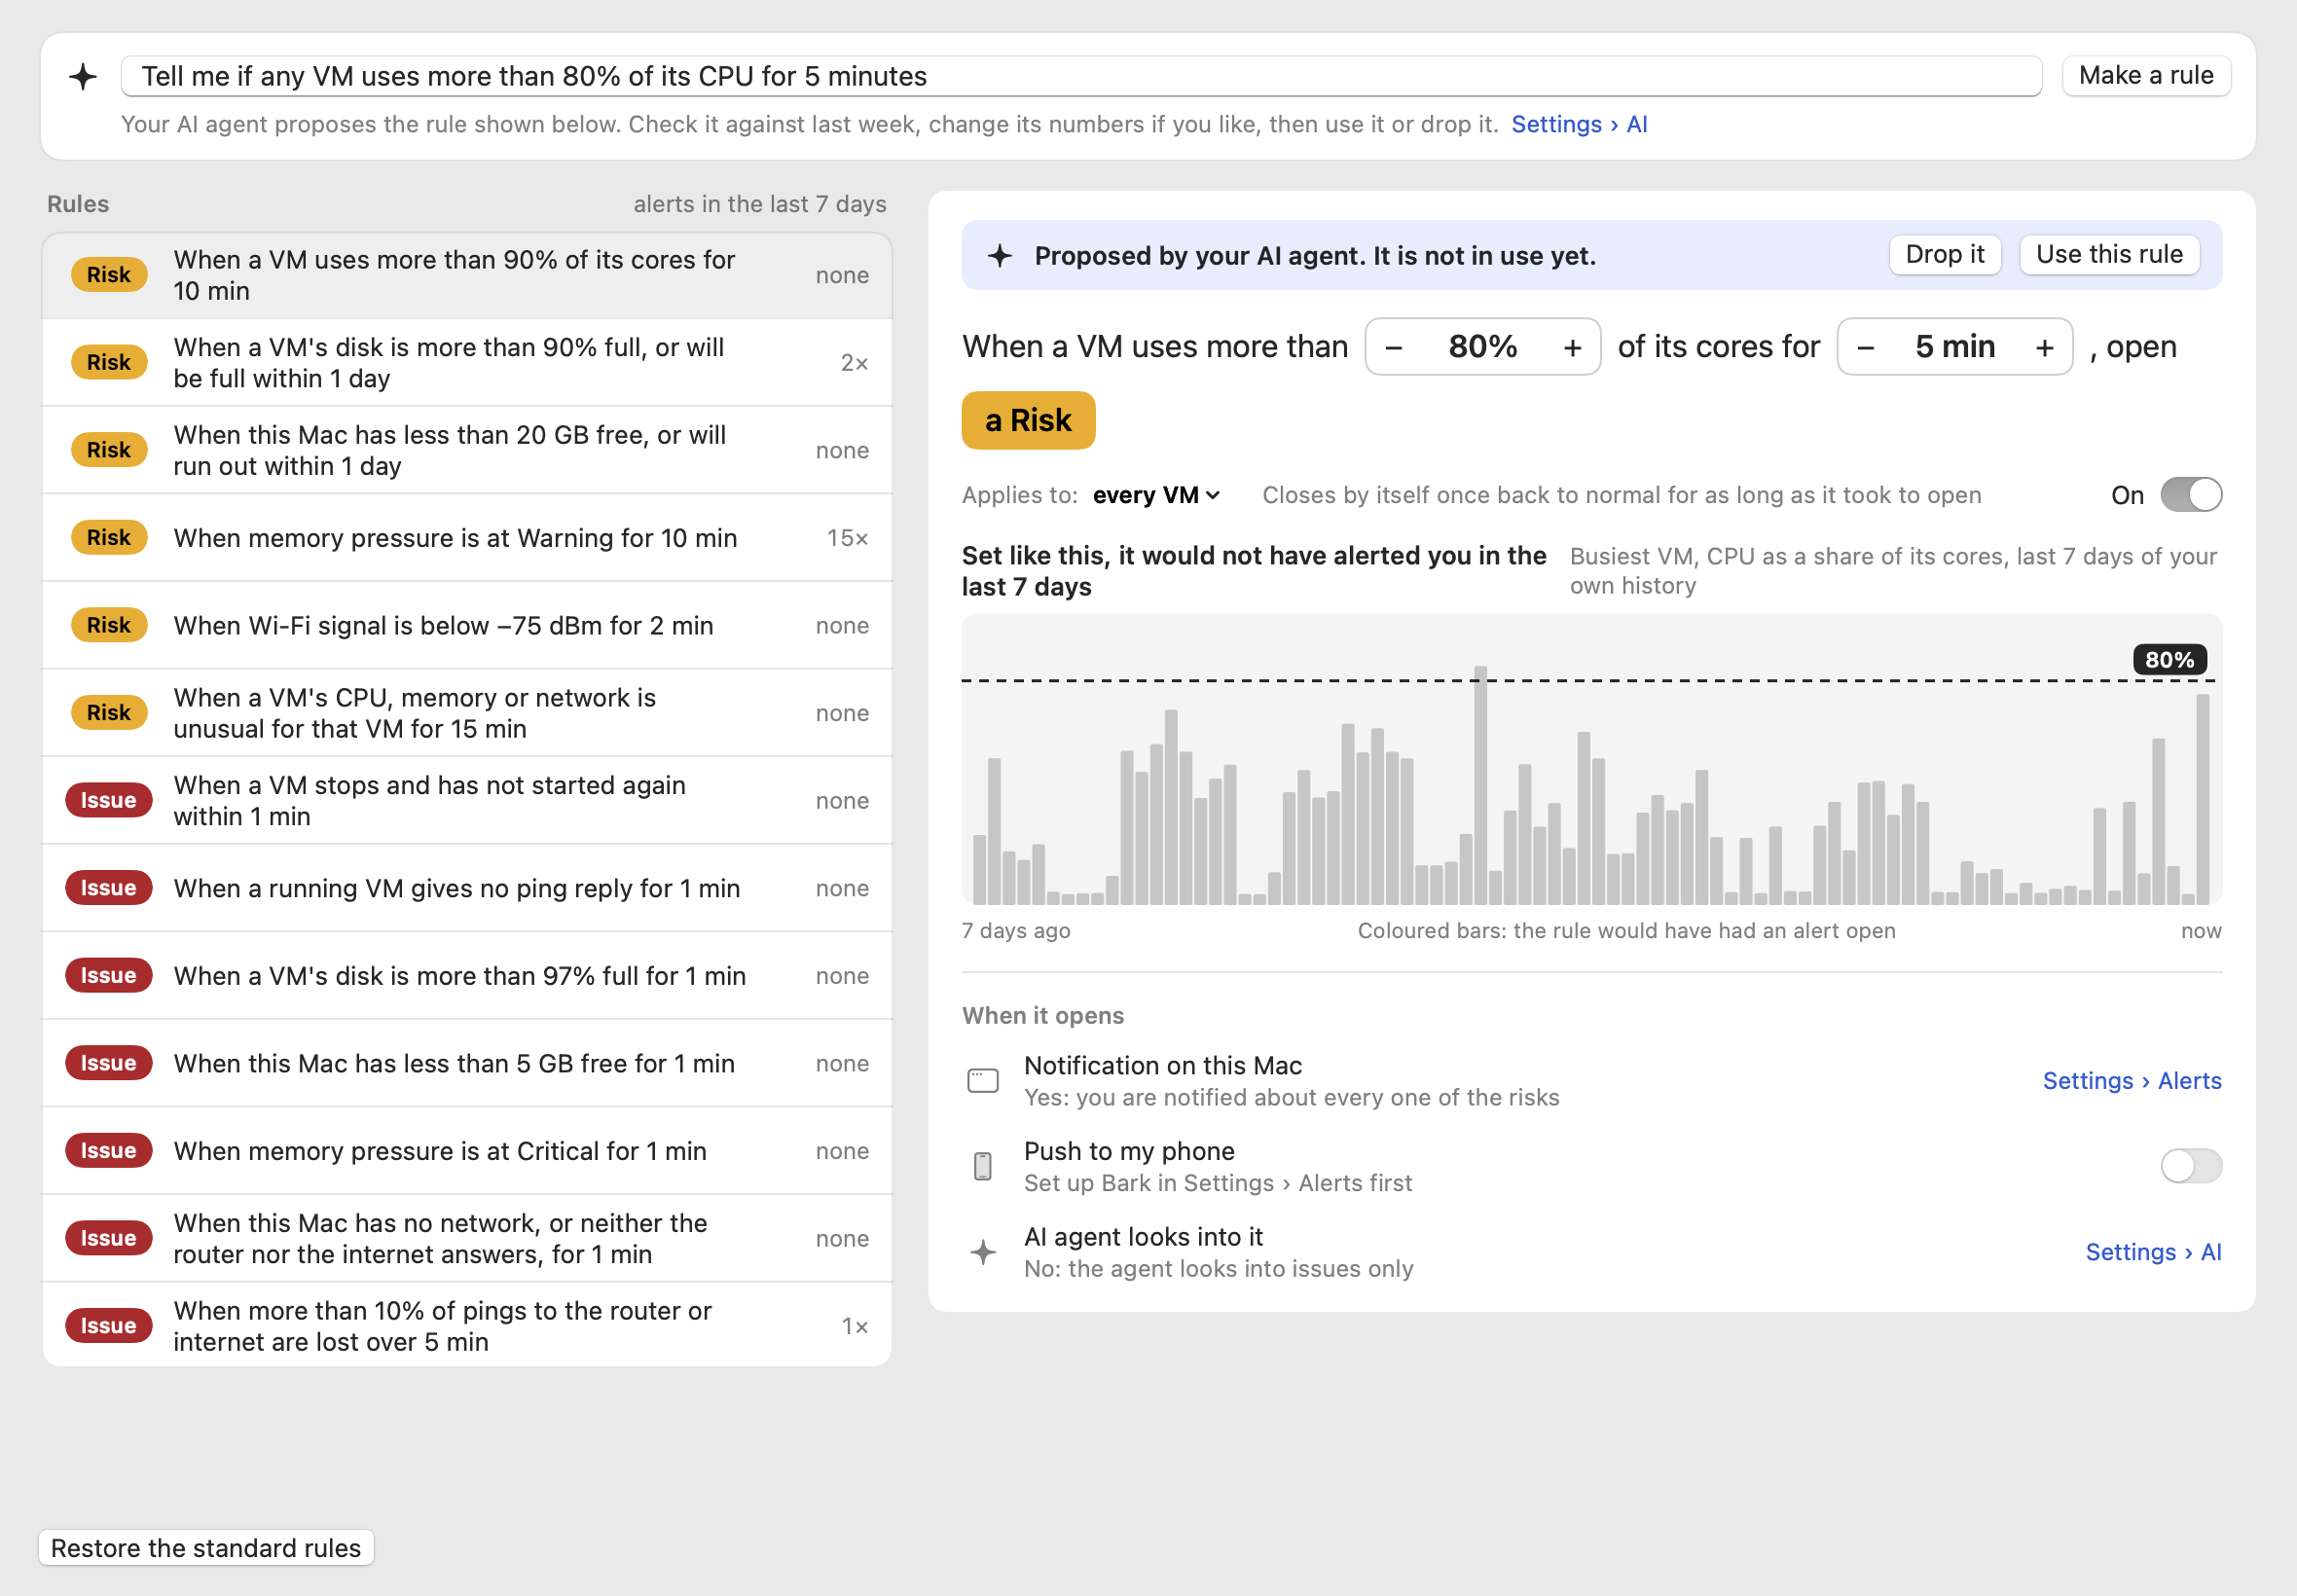 Tell me if any VM uses more than 80% of its CPU for 5 minutes
Make a rule
Your AI agent proposes the rule shown below. Check it against last week, change its numbers if you like, then use it or drop it. Settings › AI
Rules
alerts in the last 7 days
Risk
When a VM uses more than 90% of its cores for
10 min
none
Risk
When a VM's disk is more than 90% full, or will
be full within 1 day
2×
Risk
When this Mac has less than 20 GB free, or will
run out within 1 day
none
Risk
When memory pressure is at Warning for 10 min
15×
Risk
When Wi-Fi signal is below −75 dBm for 2 min
none
Risk
When a VM's CPU, memory or network is
unusual for that VM for 15 min
none
Issue
When a VM stops and has not started again
within 1 min
none
Issue
When a running VM gives no ping reply for 1 min
none
Issue
When a VM's disk is more than 97% full for 1 min
none
Issue
When this Mac has less than 5 GB free for 1 min
none
Issue
When memory pressure is at Critical for 1 min
none
Issue
When this Mac has no network, or neither the
router nor the internet answers, for 1 min
none
Issue
When more than 10% of pings to the router or
internet are lost over 5 min
1×
Restore the standard rules
Proposed by your AI agent. It is not in use yet.
Drop it
Use this rule
When a VM uses more than − 80% + of its cores for − 5 min + , open
a Risk
Applies to: every VM
Closes by itself once back to normal for as long as it took to open
On
Set like this, it would not have alerted you in the
last 7 days
Busiest VM, CPU as a share of its cores, last 7 days of your
own history
80%
7 days ago
Coloured bars: the rule would have had an alert open
now
When it opens
Notification on this Mac
Yes: you are notified about every one of the risks
Settings › Alerts
Push to my phone
Set up Bark in Settings › Alerts first
AI agent looks into it
No: the agent looks into issues only
Settings › AI